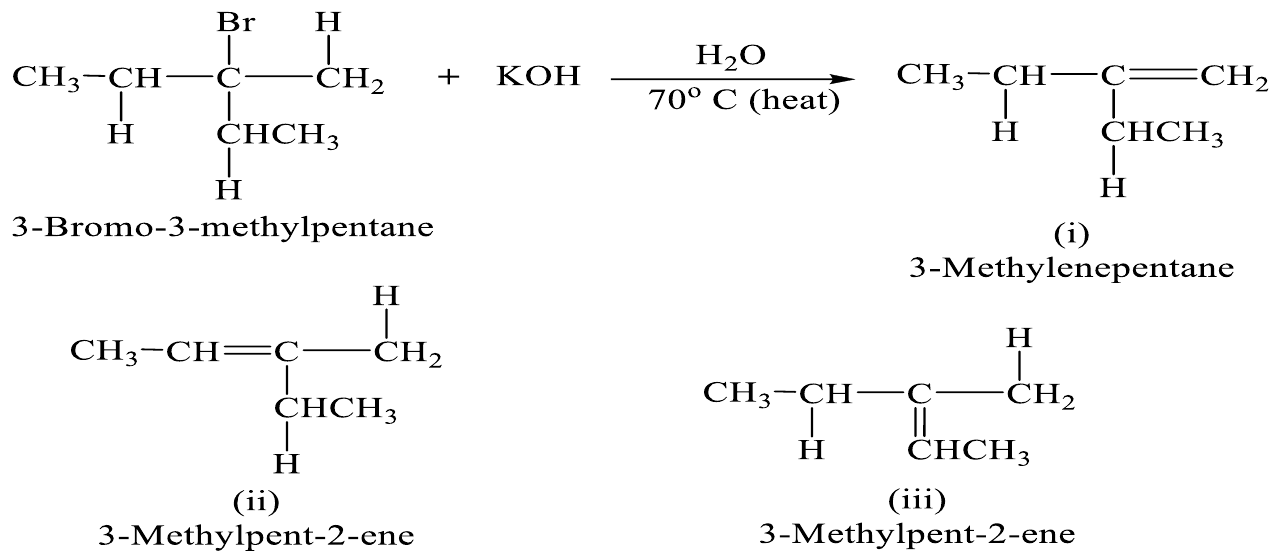 Br H
CH₃—CH—C—CH₂ + KOH H₂O CH₃—CH—C=CH₂
70° C (heat)
H CHCH₃ H CHCH₃
H H
3-Bromo-3-methylpentane (i)
3-Methylenepentane
H
CH₃—CH=C—CH₂ H
CHCH₃ CH₃—CH—C—CH₂
H H CHCH₃
(ii) (iii)
3-Methylpent-2-ene 3-Methylpent-2-ene